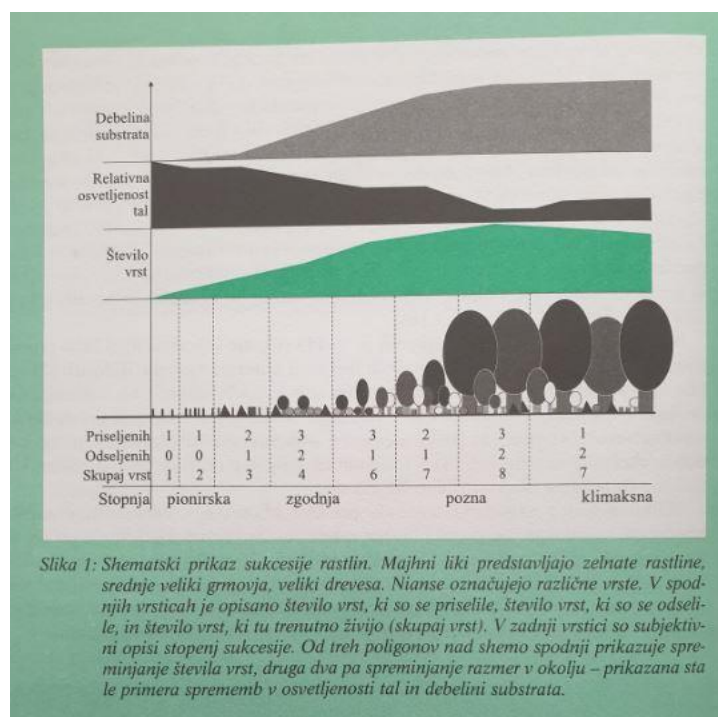 Debelina
substrata
Relativna
osvetljenost
tal
Število
vrst
Priseljenih 1 1 2 3 3 2 3 1
Odseljenih 0 0 1 2 1 1 2 2
Skupaj vrst 1 2 3 4 6 7 8 7
Stopnja pionirska zgodnja pozna klimaksna
Slika 1: Shematski prikaz sukcesije rastlin. Majhni liki predstavljajo zelnate rastline,
srednje veliki grmovja, veliki drevesa. Nianse označujejo različne vrste. V spod-
njih vrsticah je opisano število vrst, ki so se priselile, število vrst, ki so se odseli-
le, in število vrst, ki tu trenutno živijo (skupaj vrst). V zadnji vrstici so subjektiv-
ni opisi stopenj sukcesije. Od treh poligonov nad shemo spodnji prikazuje spre-
minjanje števila vrst, druga dva pa spreminjanje razmer v okolju – prikazana sta
le primera sprememb v osvetljenosti tal in debelini substrata.